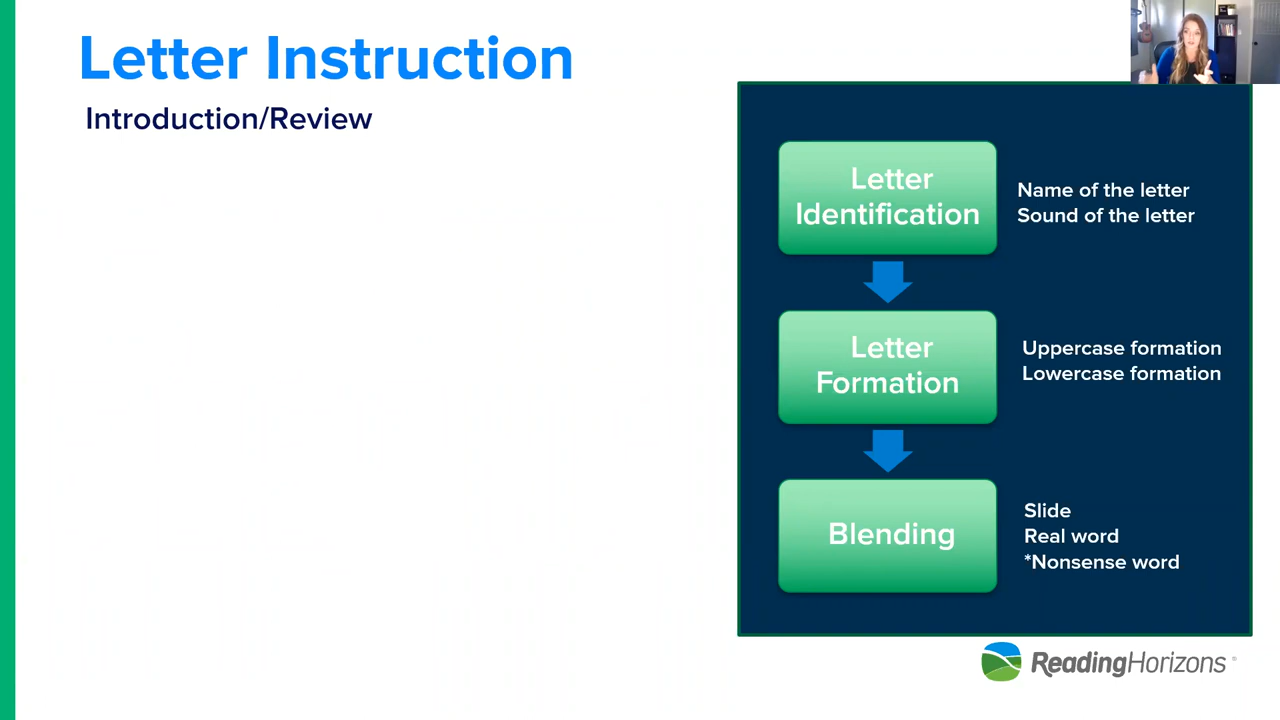 Letter Instruction
Introduction/Review
Letter
Identification
Name of the letter
Sound of the letter
Letter
Formation
Uppercase formation
Lowercase formation
Blending
Slide
Real word
*Nonsense word
ReadingHorizons®